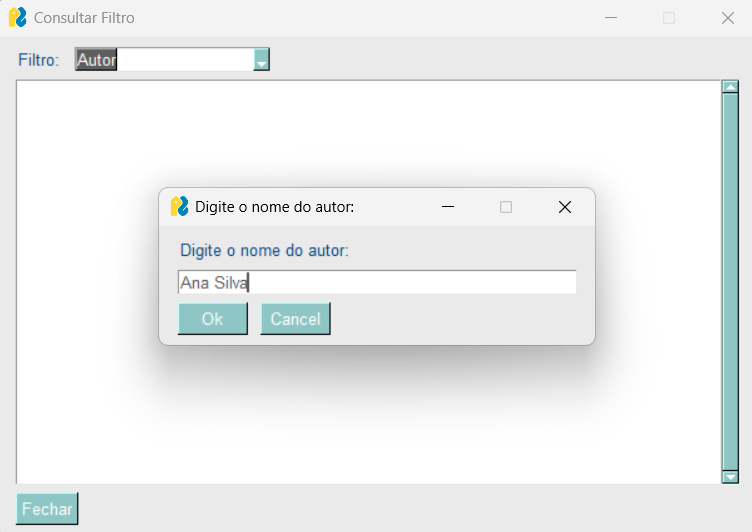 Consultar Filtro
Filtro: Autor
Digite o nome do autor:
Digite o nome do autor:
Ana Silva
Ok Cancel
Fechar